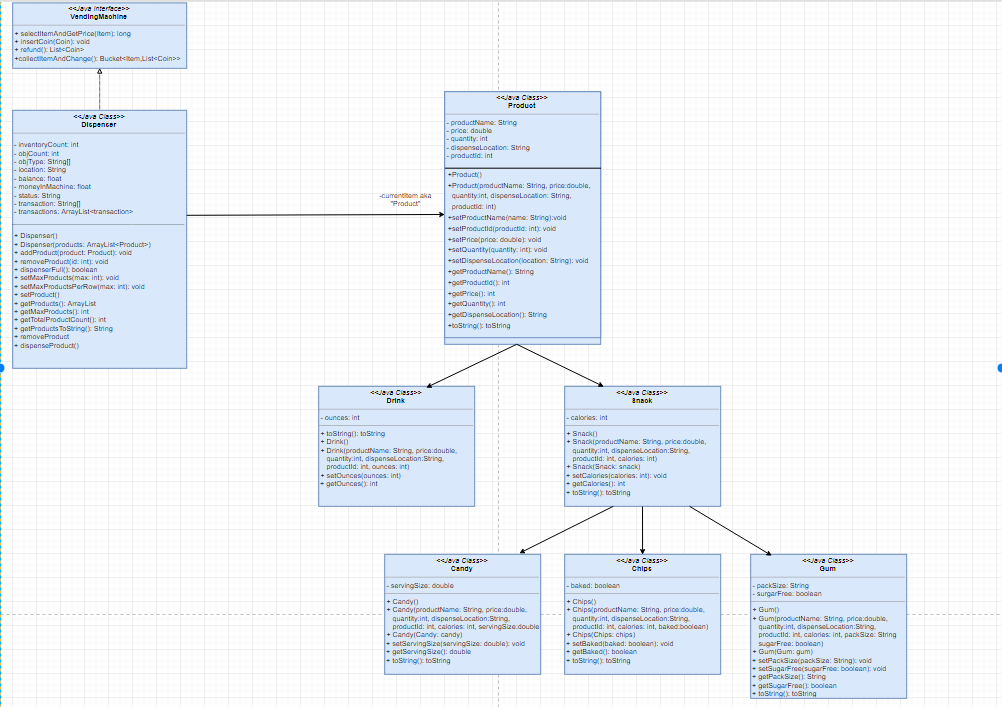 <<Java Interface>>
VendingMachine
+ selectItemAndGetPrice(Item): long
+ insertCoin(Coin): void
+ refund(): List<Coin>
+collectItemAndChange(): Bucket<Item,List<Coin>>
<<Java Class>>
Dispenser
- inventoryCount: int
- objCount: int
- objType: String[]
- location: String
- balance: float
- moneyInMachine: float
- status: String
- transaction: String[]
- transactions: ArrayList<transaction>
+ Dispenser()
+ Dispenser(products: ArrayList<Product>)
+ addProduct(product: Product): void
+ removeProduct(id: int): void
+ dispenserFull(): boolean
+ setMaxProducts(max: int): void
+ setMaxProductsPerRow(max: int): void
+ setProduct()
+ getProducts(): ArrayList
+ getMaxProducts(): int
+ getTotalProductCount(): int
+ getProductsToString(): String
+ removeProduct
+ dispenseProduct()
-currentItem aka
"Product"
<<Java Class>>
Product
- productName: String
- price: double
- quantity: int
- dispenseLocation: String
- productId: int
+Product()
+Product(productName: String, price:double,
quantity:int, dispenseLocation: String,
productId: int)
+setProductName(name: String):void
+setProductId(productId: int): void
+setPrice(price: double): void
+setQuantity(quantity: int): void
+setDispenseLocation(location: String): void
+getProductName(): String
+getProductId(): int
+getPrice(): int
+getQuantity(): int
+getDispenseLocation(): String
+toString(): toString
<<Java Class>>
Drink
- ounces: int
+ toString(): toString
+ Drink()
+ Drink(productName: String, price:double,
quantity:int, dispenseLocation:String,
productId: int, ounces: int)
+ setOunces(ounces: int)
+ getOunces(): int
<<Java Class>>
Snack
- calories: int
+ Snack()
+ Snack(productName: String, price:double,
quantity:int, dispenseLocation:String,
productId: int, calories: int)
+ Snack(Snack: snack)
+ setCalories(calories: int): void
+ getCalories(): int
+ toString(): toString
<<Java Class>>
Candy
- servingSize: double
+ Candy()
+ Candy(productName: String, price:double,
quantity:int, dispenseLocation:String,
productId: int, calories: int, servingSize:double
+ Candy(Candy: candy)
+ setServingSize(servingSize: double): void
+ getServingSize(): double
+ toString(): toString
<<Java Class>>
Chips
- baked: boolean
+ Chips()
+ Chips(productName: String, price:double,
quantity:int, dispenseLocation:String,
productId: int, calories: int, baked:boolean)
+ Chips(Chips: chips)
+ setBaked(baked: boolean): void
+ getBaked(): boolean
+ toString(): toString
<<Java Class>>
Gum
- packSize: String
- surgarFree: boolean
+ Gum()
+ Gum(productName: String, price:double,
quantity:int, dispenseLocation:String,
productId: int, calories: int, packSize: String
sugarFree: boolean)
+ Gum(Gum: gum)
+ setPackSize(packSize: String): void
+ setSugarFree(sugarFree: boolean): void
+ getPackSize(): String
+ getSugarFree(): boolean
+ toString(): toString